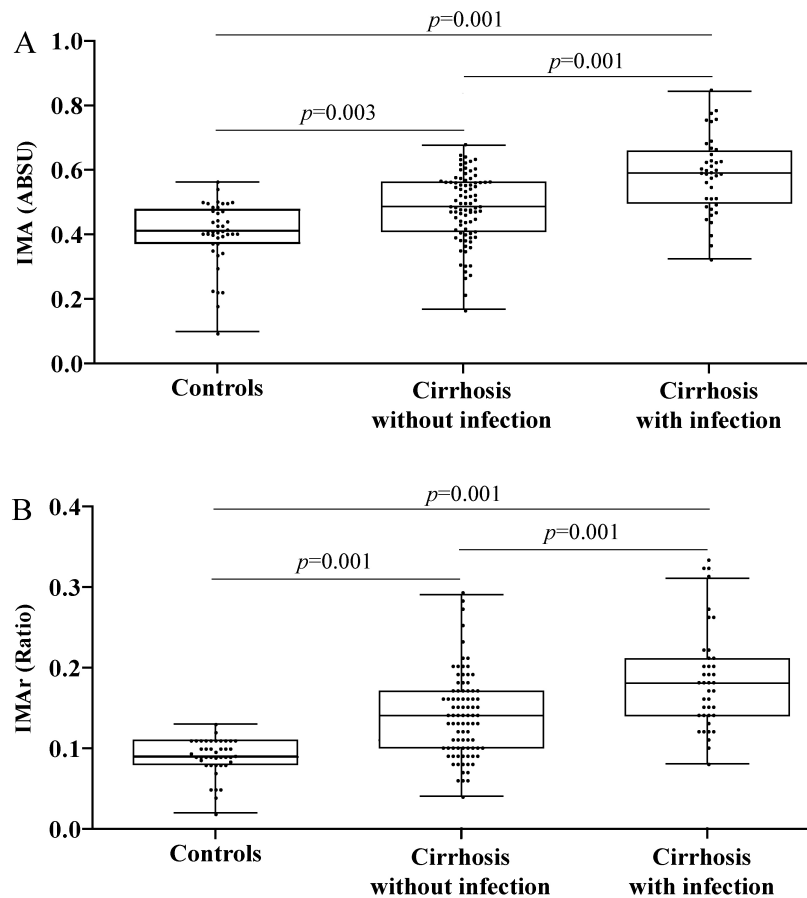 A
p=0.001
p=0.001
p=0.003
1.0
0.8
0.6
0.4
0.2
0.0
IMA (ABSU)
Controls
Cirrhosis
without infection
Cirrhosis
with infection
B
p=0.001
p=0.001
p=0.001
0.4
0.3
0.2
0.1
0.0
IMAr (Ratio)
Controls
Cirrhosis
without infection
Cirrhosis
with infection